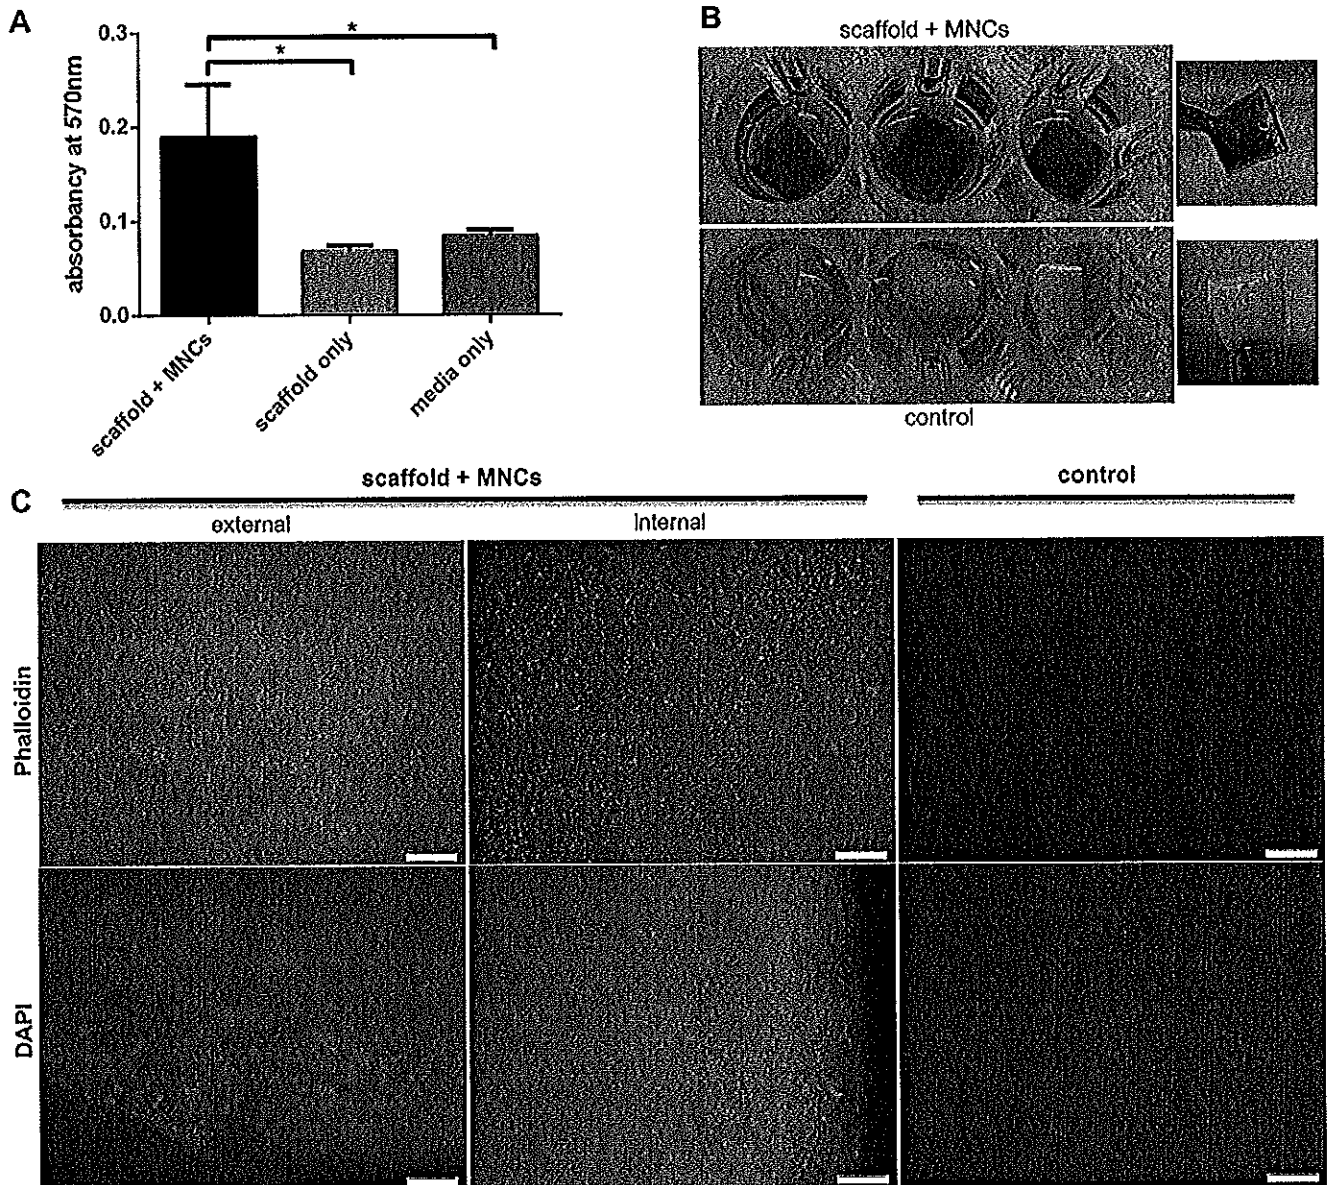 A
absorbancy at 570nm
0.3
0.2
0.1
0.0
*
*
scaffold + MNCs
scaffold only
media only
B
scaffold + MNCs
control
C
scaffold + MNCs
control
external
internal
Phalloidin
DAPI